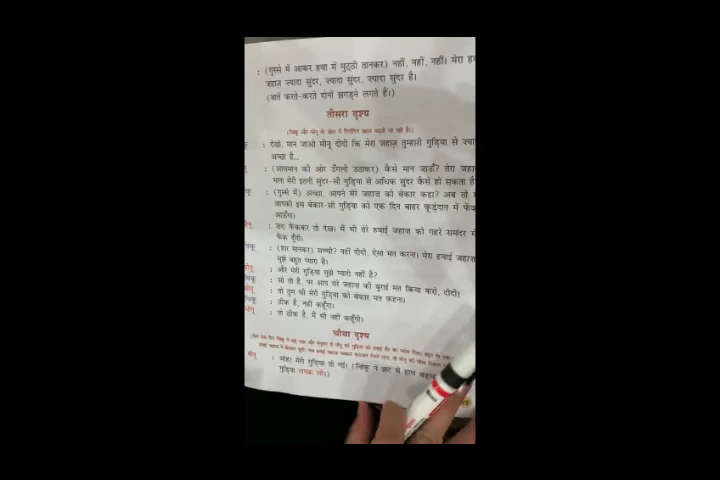 : (गुस्से में आकर हवा में मुट्ठी तानकर) नहीं, नहीं, नहीं। मेरा
जहाज़ ज्यादा सुंदर, ज्यादा सुंदर, ज्यादा सुंदर है।
(बातें करते-करते दोनों झगड़ने लगते हैं।)
तीसरा दृश्य
: देखो, मान जाओ मीनू दीदी कि मेरा जहाज़ तुम्हारी गुड़िया से
अच्छा है...
: (आसमान की ओर उँगली उठाकर) कैसे मान जाऊँ? तेरा
भला मेरी इतनी सुंदर-सी गुड़िया से अधिक सुंदर कैसे हो सकता है
: (गुस्से में) अच्छा, आपने मेरे जहाज़ को बेकार कहा? अब तो
आपकी इस बेकार-सी गुड़िया को एक दिन बाहर कूड़ेदान में
आऊँगा।
: ज़रा फेंककर तो देख। मैं भी तेरे हवाई जहाज़ को गहरे समंदर
फेंक दूँगी।
: (हार मानकर) सच्ची? नहीं दीदी, ऐसा मत करना। मेरा हवाई जहाज़
मुझे बहुत प्यारा है।
: और मेरी गुड़िया मुझे प्यारी नहीं है?
: सो तो है, पर आप मेरे जहाज़ की बुराई मत किया करो, दीदी!
: तो तुम भी मेरी गुड़िया को बेकार मत कहना।
: ठीक है, नहीं कहूँगा।
: तो ठीक है, मैं भी नहीं कहूँगी।
चौथा दृश्य
मीनू : ओह! मेरी गुड़िया तो गई। (चिंकू ने झट से हाथ
गुड़िया लपक ली।)